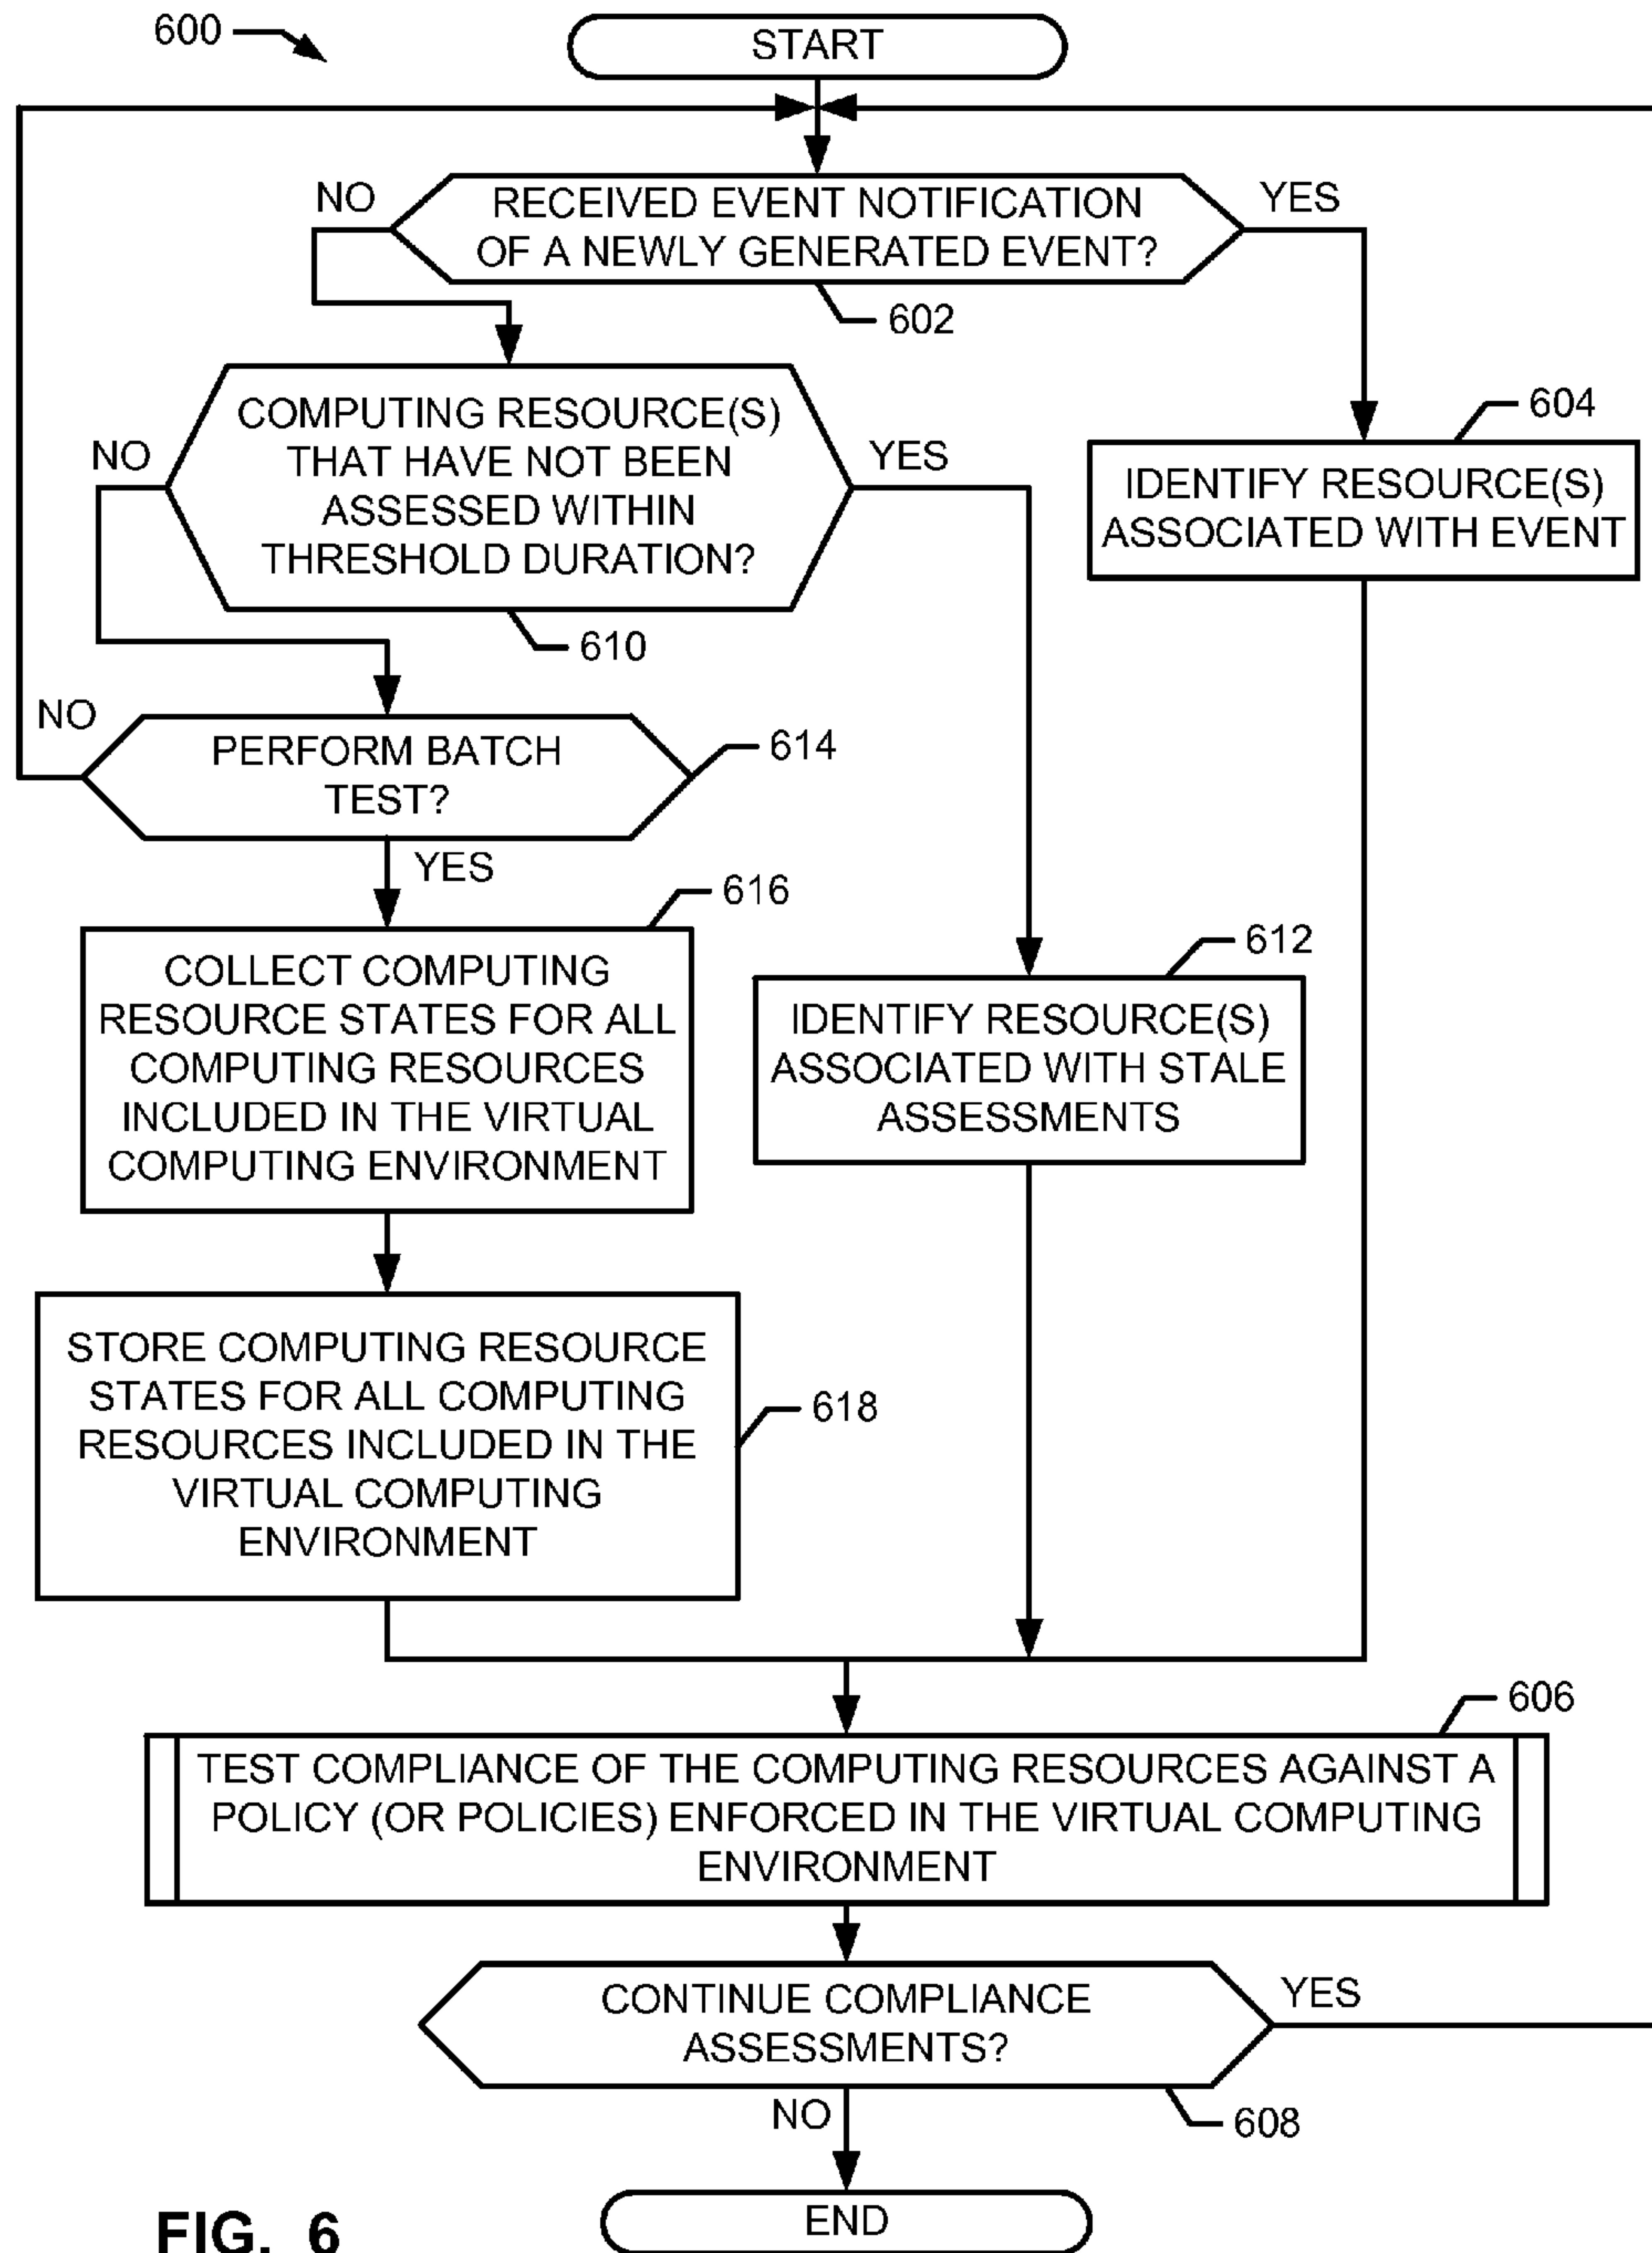 600
START
NO
RECEIVED EVENT NOTIFICATION
OF A NEWLY GENERATED EVENT?
YES
602
COMPUTING RESOURCE(S)
THAT HAVE NOT BEEN
ASSESSED WITHIN
THRESHOLD DURATION?
NO
YES
610
604
IDENTIFY RESOURCE(S)
ASSOCIATED WITH EVENT
NO
PERFORM BATCH
TEST?
614
YES
616
COLLECT COMPUTING
RESOURCE STATES FOR ALL
COMPUTING RESOURCES
INCLUDED IN THE VIRTUAL
COMPUTING ENVIRONMENT
612
IDENTIFY RESOURCE(S)
ASSOCIATED WITH STALE
ASSESSMENTS
STORE COMPUTING RESOURCE
STATES FOR ALL COMPUTING
RESOURCES INCLUDED IN THE
VIRTUAL COMPUTING
ENVIRONMENT
618
606
TEST COMPLIANCE OF THE COMPUTING RESOURCES AGAINST A
POLICY (OR POLICIES) ENFORCED IN THE VIRTUAL COMPUTING
ENVIRONMENT
CONTINUE COMPLIANCE
ASSESSMENTS?
YES
608
NO
END
FIG. 6